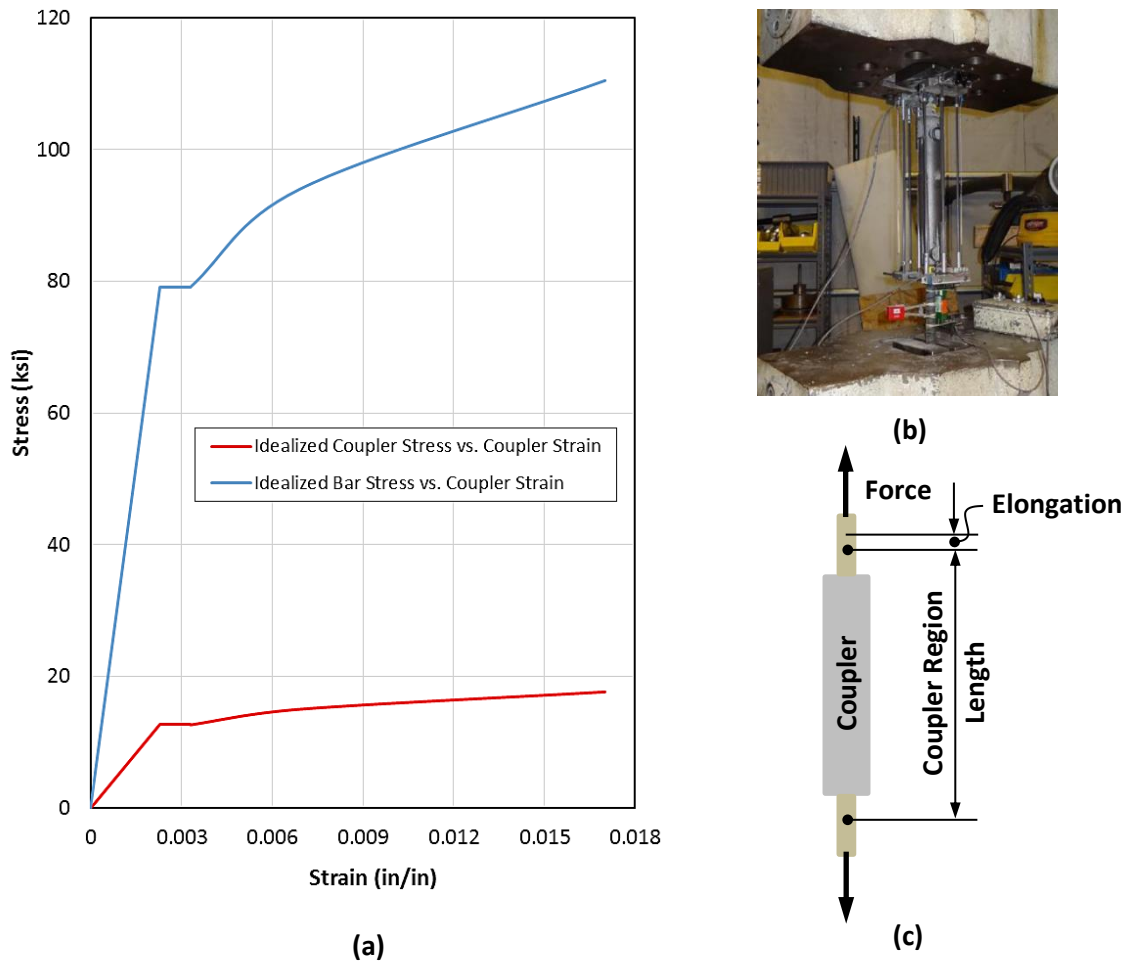 120
100
80
60
40
20
0
Stress (ksi)
Idealized Coupler Stress vs. Coupler Strain
Idealized Bar Stress vs. Coupler Strain
0 0.003 0.006 0.009 0.012 0.015 0.018
Strain (in/in)
(a)
(b)
Force
Elongation
Coupler
Coupler Region
Length
(c)